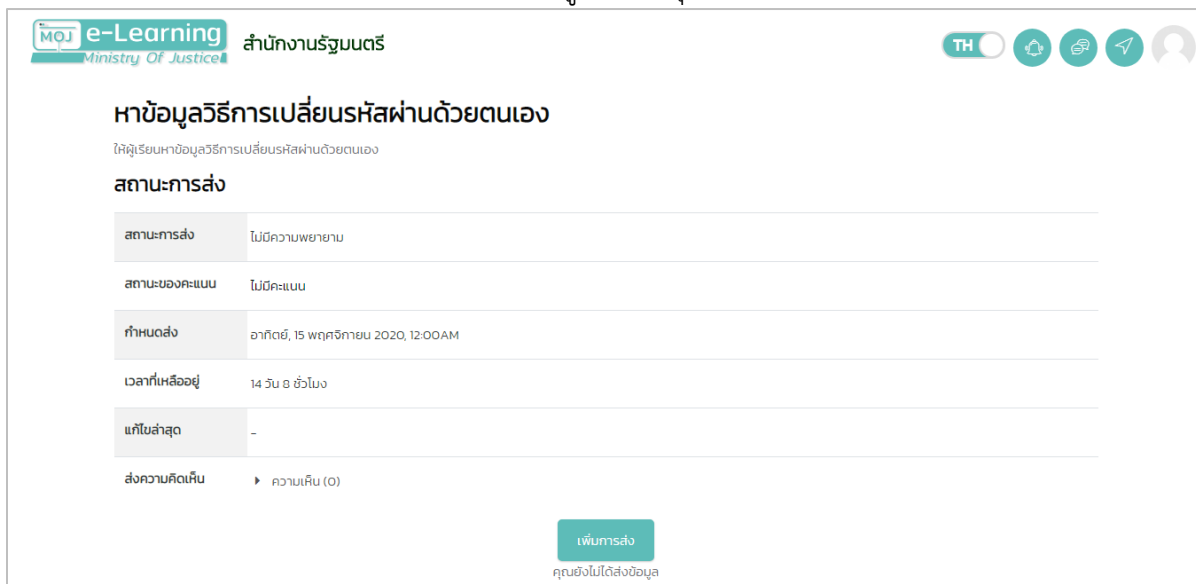 MOJ e-Learning
Ministry Of Justice
สำนักงานรัฐมนตรี
TH
หาข้อมูลวิธีการเปลี่ยนรหัสผ่านด้วยตนเอง
ให้ผู้เรียนหาข้อมูลวิธีการเปลี่ยนรหัสผ่านด้วยตนเอง
สถานะการส่ง
สถานะการส่ง ไม่มีความพยายาม
สถานะของคะแนน ไม่มีคะแนน
กำหนดส่ง อาทิตย์, 15 พฤศจิกายน 2020, 12:00AM
เวลาที่เหลืออยู่ 14 วัน 8 ชั่วโมง
แก้ไขล่าสุด -
ส่งความคิดเห็น ความเห็น (0)
เพิ่มการส่ง
คุณยังไม่ได้ส่งข้อมูล